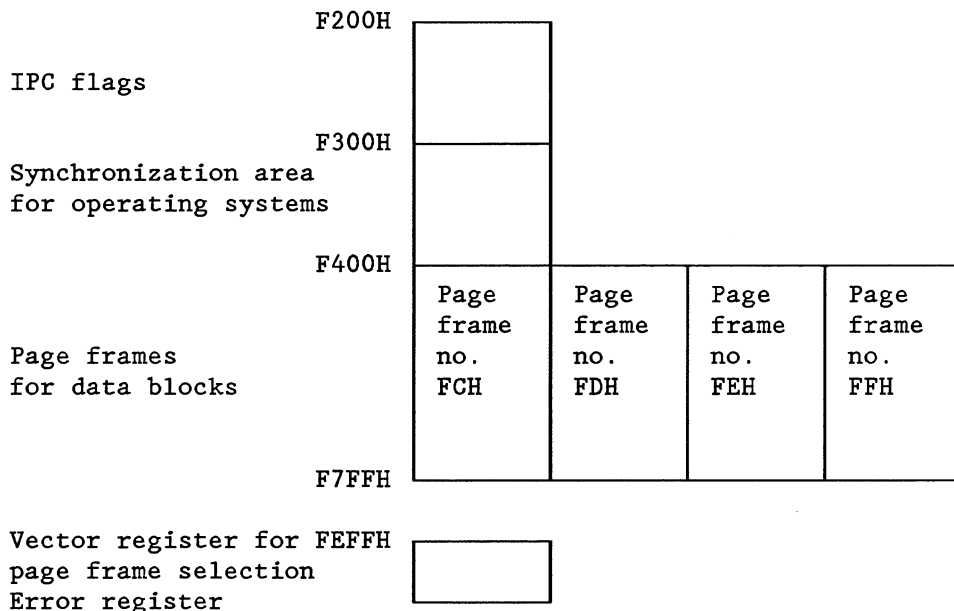 F200H
IPC flags
F300H
Synchronization area
for operating systems
F400H
Page Page Page Page
frame frame frame frame
no. no. no. no.
Page frames
for data blocks
FCH FDH FEH FFH
F7FFH
Vector register for FEFFH
page frame selection
Error register